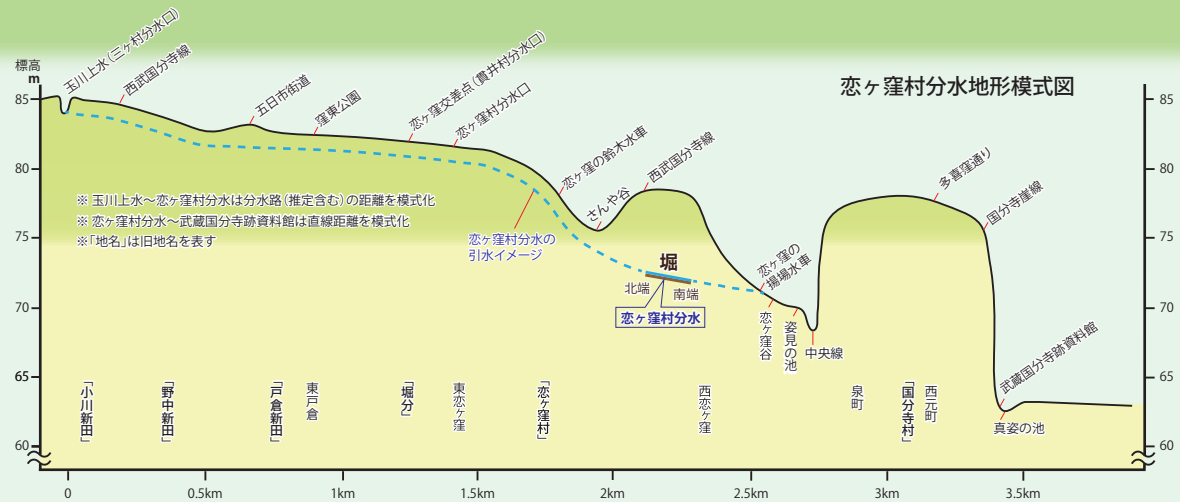 恋ヶ窪村分水地形模式図
標高
m
85
80
75
70
65
60
85
80
75
70
65
60
玉川上水（三ヶ村分水口）
西武国分寺線
五日市街道
窪東公園
恋ヶ窪交差点（貫井村分水口）
恋ヶ窪村分水口
恋ヶ窪の鈴木水車
さんや谷
西武国分寺線
恋ヶ窪の
揚場水車
多喜窪通り
国分寺崖線
武蔵国分寺跡資料館
※ 玉川上水～恋ヶ窪村分水は分水路（推定含む）の距離を模式化
※ 恋ヶ窪村分水～武蔵国分寺跡資料館は直線距離を模式化
※「地名」は旧地名を表す
恋ヶ窪村分水の
引水イメージ
堀
北端
南端
恋ヶ窪村分水
恋ヶ窪谷
姿見の池
中央線
真姿の池
「小川新田」
「野中新田」
「戸倉新田」
東戸倉
「堀分」
東恋ヶ窪
「恋ヶ窪村」
西恋ヶ窪
泉町
「国分寺村」
西元町
0
0.5km
1km
1.5km
2km
2.5km
3km
3.5km